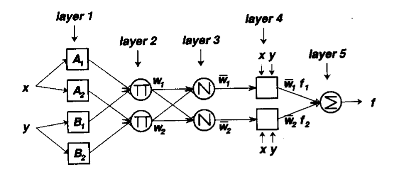 layer 1
layer 4
layer 2
layer 3
layer 5
A₁
x y
x
A₂
Π
w₁
N
w̅₁
w̅₁ f₁
Σ
f
y
B₁
Π
w₂
N
w̅₂
w̅₂ f₂
B₂
x y